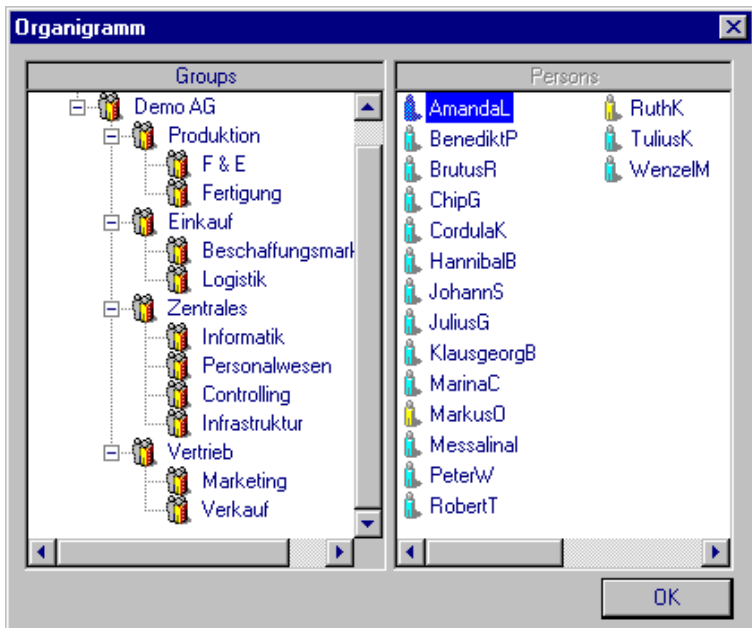 Organigramm
Groups
Demo AG
Produktion
F & E
Fertigung
Einkauf
Beschaffungsmark
Logistik
Zentrales
Informatik
Personalwesen
Controlling
Infrastruktur
Vertrieb
Marketing
Verkauf
Persons
AmandaL
BenediktP
BrutusR
ChipG
CordulaK
HannibalB
JohannS
JuliusG
KlausgeorgB
MarinaC
MarkusO
MessalinaI
PeterW
RobertT
RuthK
TuliusK
WenzelM
OK